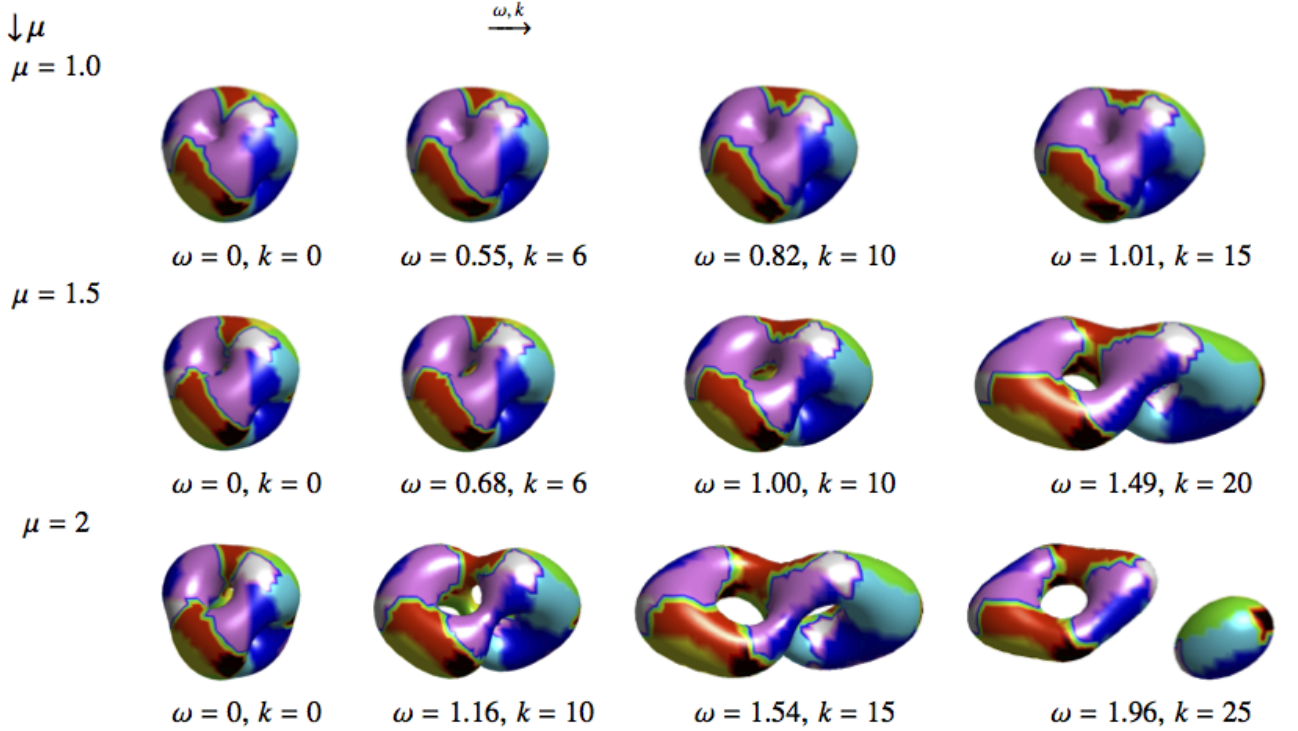 ↓μ
ω, k →
μ = 1.0
ω = 0, k = 0 ω = 0.55, k = 6 ω = 0.82, k = 10 ω = 1.01, k = 15
μ = 1.5
ω = 0, k = 0 ω = 0.68, k = 6 ω = 1.00, k = 10 ω = 1.49, k = 20
μ = 2
ω = 0, k = 0 ω = 1.16, k = 10 ω = 1.54, k = 15 ω = 1.96, k = 25